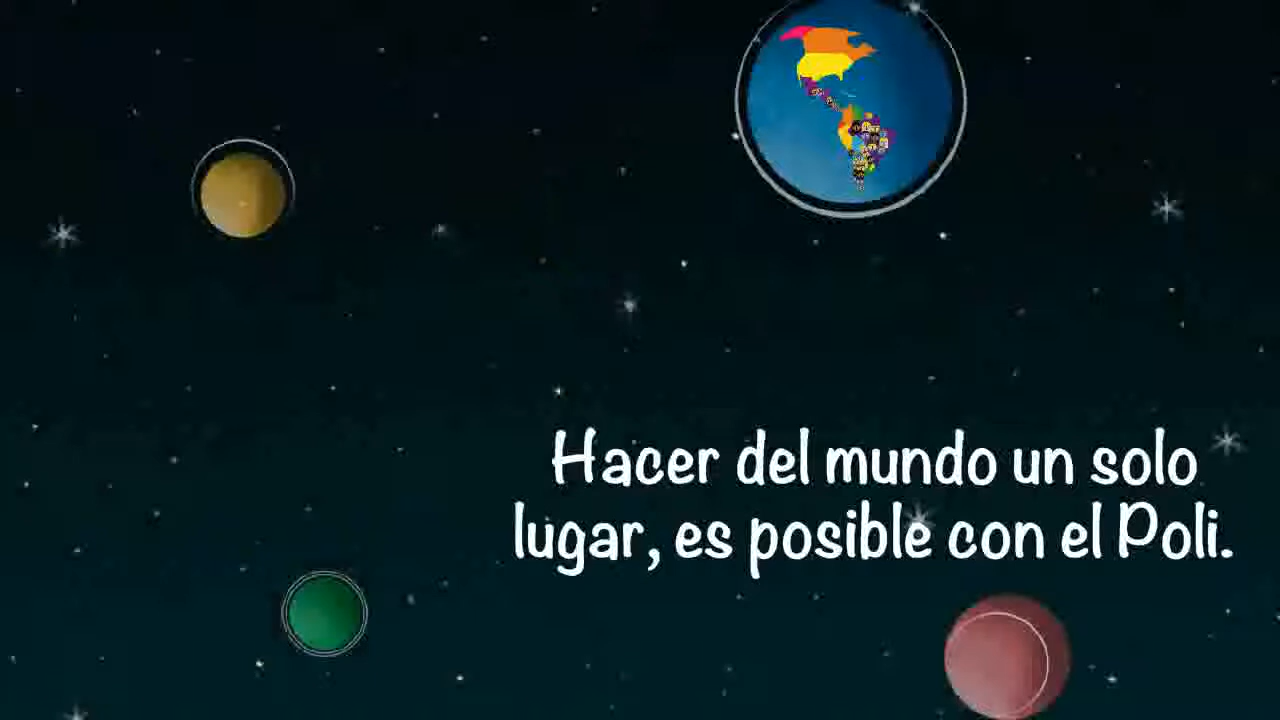 Hacer del mundo un solo
lugar, es posible con el Poli.